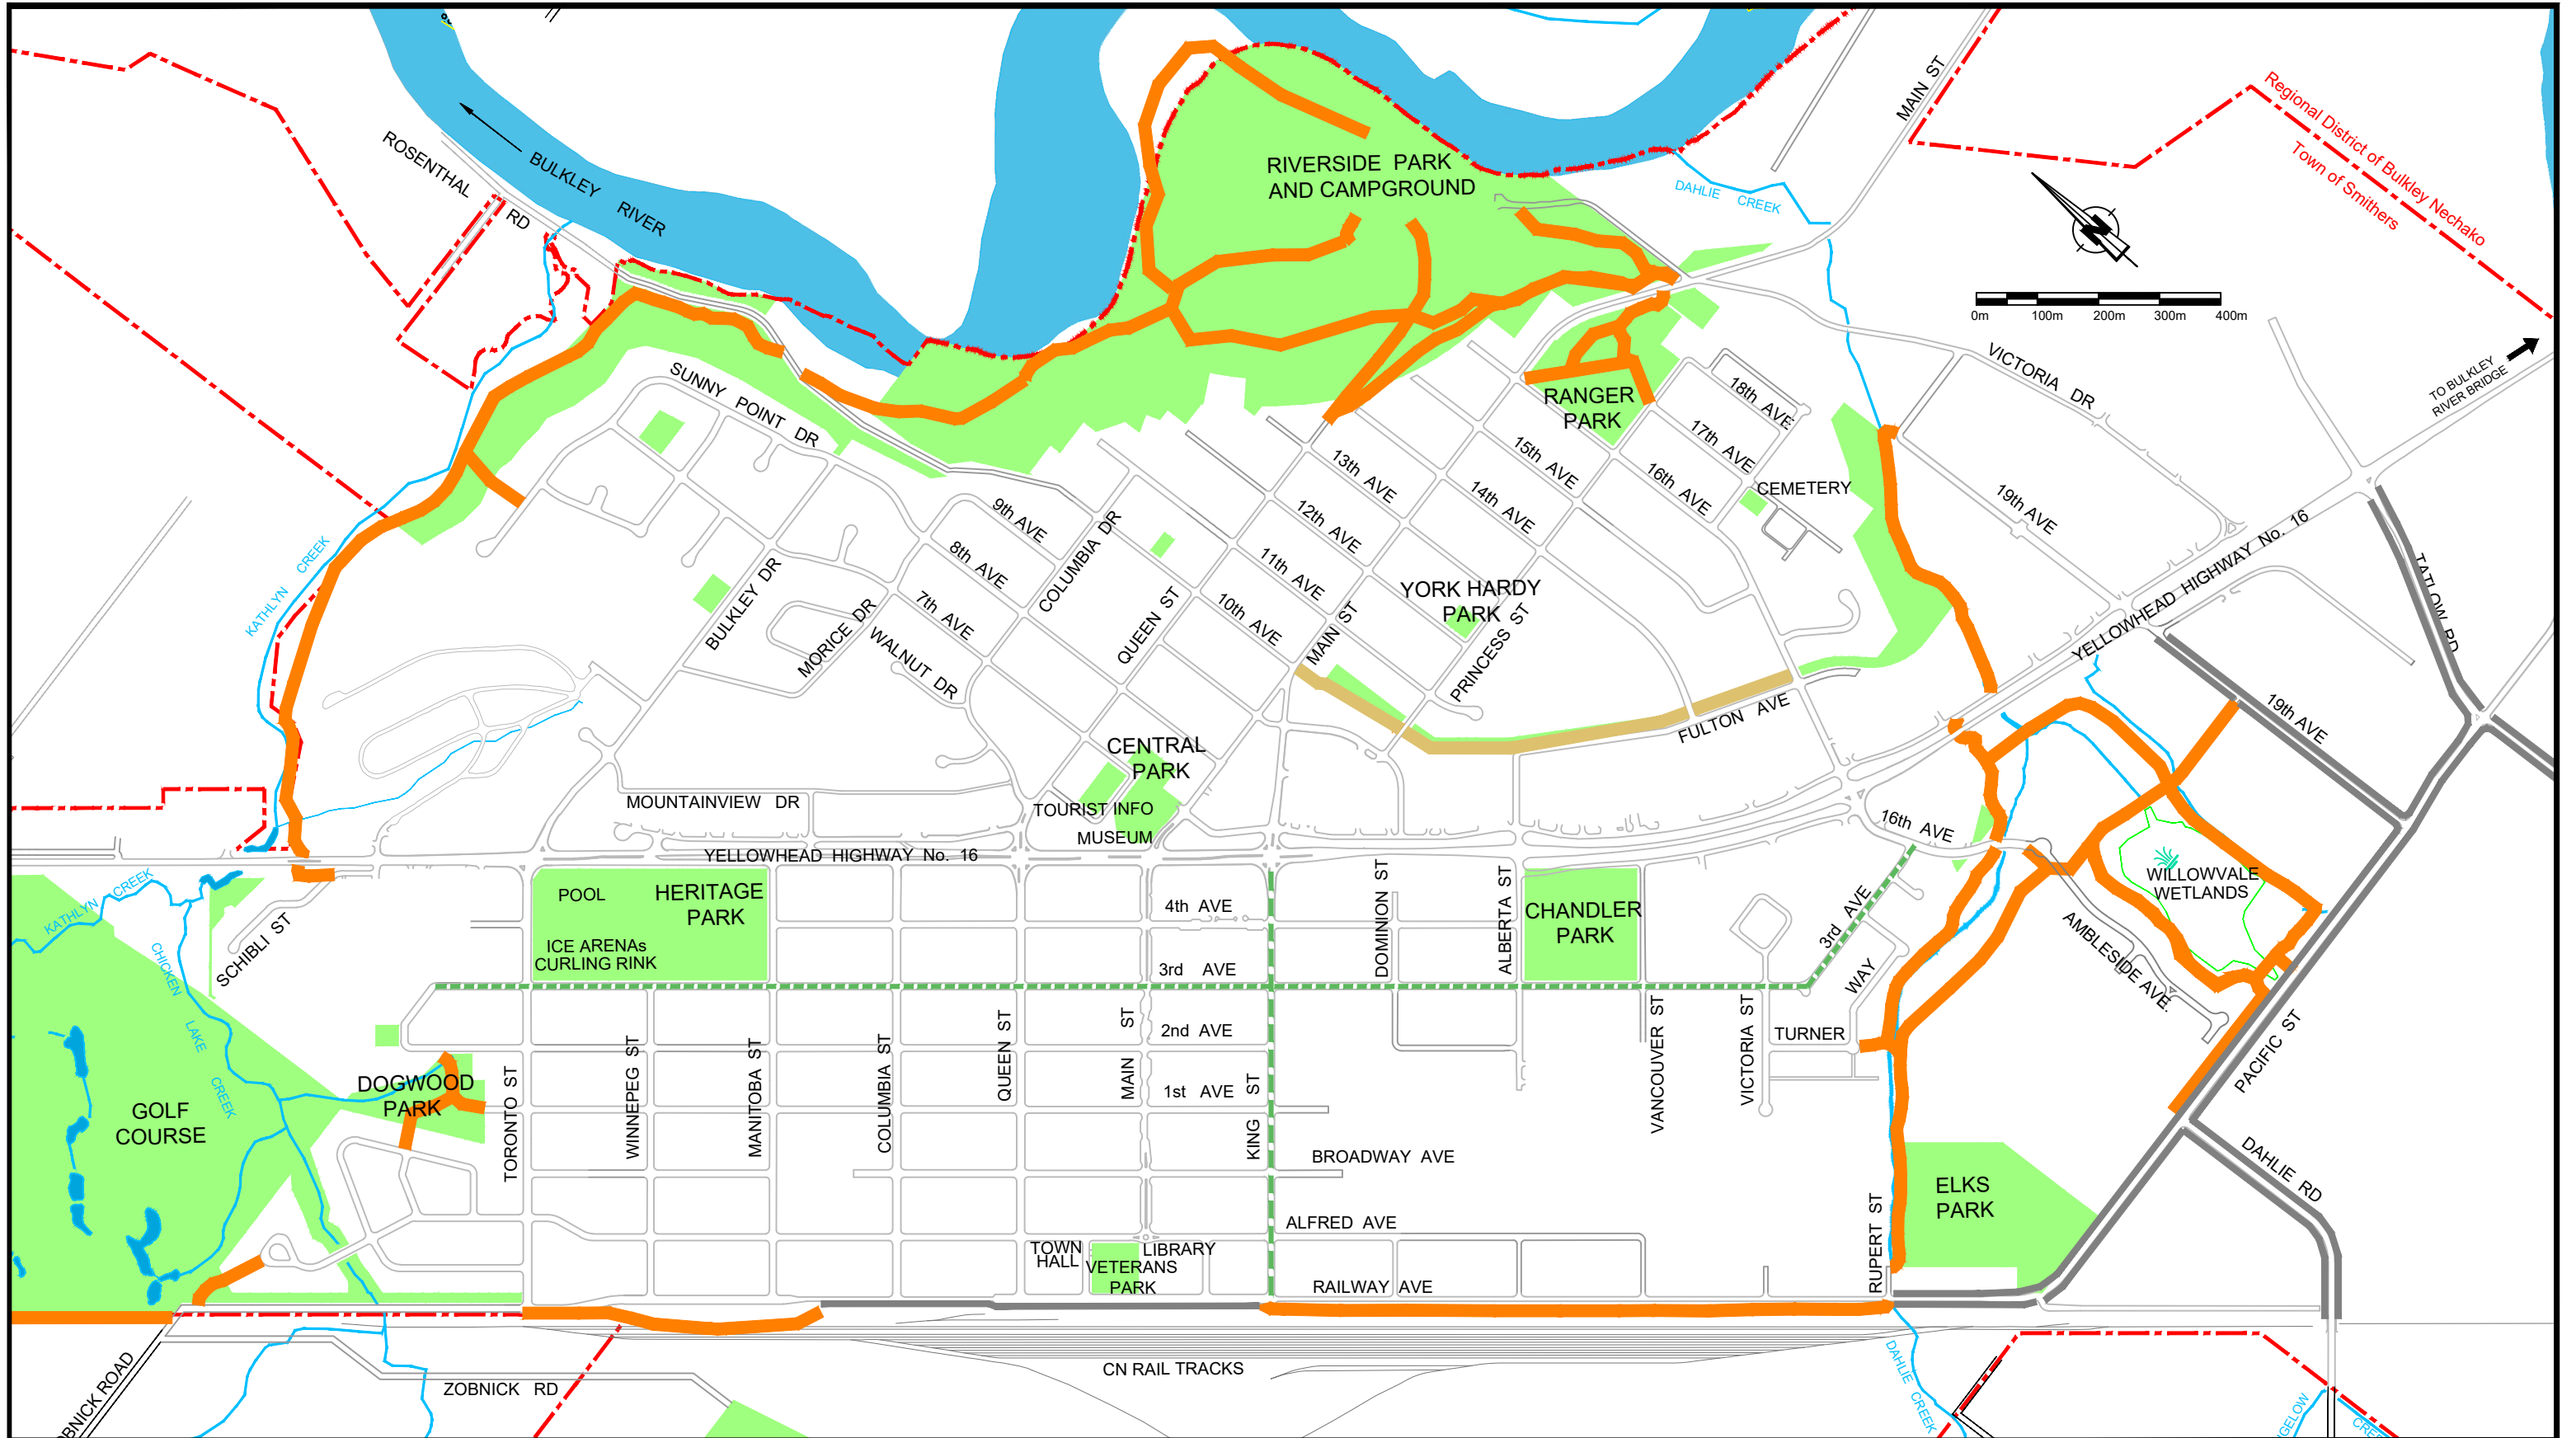 MAIN ST
Regional District of Bulkley Nechako
Town of Smithers
ROSENTHAL
RD
BULKLEY
RIVER
RIVERSIDE PARK
AND CAMPGROUND
DAHLIE CREEK
N
0m 100m 200m 300m 400m
TO BULKLEY
RIVER BRIDGE
VICTORIA DR
SUNNY POINT DR
RANGER
PARK
18th AVE
17th AVE
16th AVE
15th AVE
14th AVE
13th AVE
12th AVE
11th AVE
10th AVE
9th AVE
8th AVE
7th AVE
CEMETERY
19th AVE
KATHLYN CREEK
COLUMBIA DR
BULKLEY DR
MORICE DR
WALNUT DR
QUEEN ST
MAIN ST
YORK HARDY
PARK
PRINCESS ST
YELLOWHEAD HIGHWAY No. 16
TATLOW RD
19th AVE
FULTON AVE
CENTRAL
PARK
TOURIST INFO
MUSEUM
MOUNTAINVIEW DR
YELLOWHEAD HIGHWAY No. 16
16th AVE
WILLOWVALE
WETLANDS
AMBLESIDE AVE.
KATHLYN CREEK
CHICKEN
LAKE
CREEK
SCHIBLI ST
POOL
HERITAGE
PARK
ICE ARENAs
CURLING RINK
4th AVE
3rd AVE
2nd AVE
1st AVE
DOMINION ST
ALBERTA ST
CHANDLER
PARK
3rd AVE
WAY
TURNER
PACIFIC ST
GOLF
COURSE
DOGWOOD
PARK
TORONTO ST
WINNEPEG ST
MANITOBA ST
COLUMBIA ST
QUEEN ST
MAIN ST
KING ST
VANCOUVER ST
VICTORIA ST
BROADWAY AVE
ALFRED AVE
RUPERT ST
ELKS
PARK
DAHLIE RD
TOWN
HALL
LIBRARY
VETERANS
PARK
RAILWAY AVE
CN RAIL TRACKS
ZOBNICK RD
OBNICK ROAD
DAHLIE CREEK